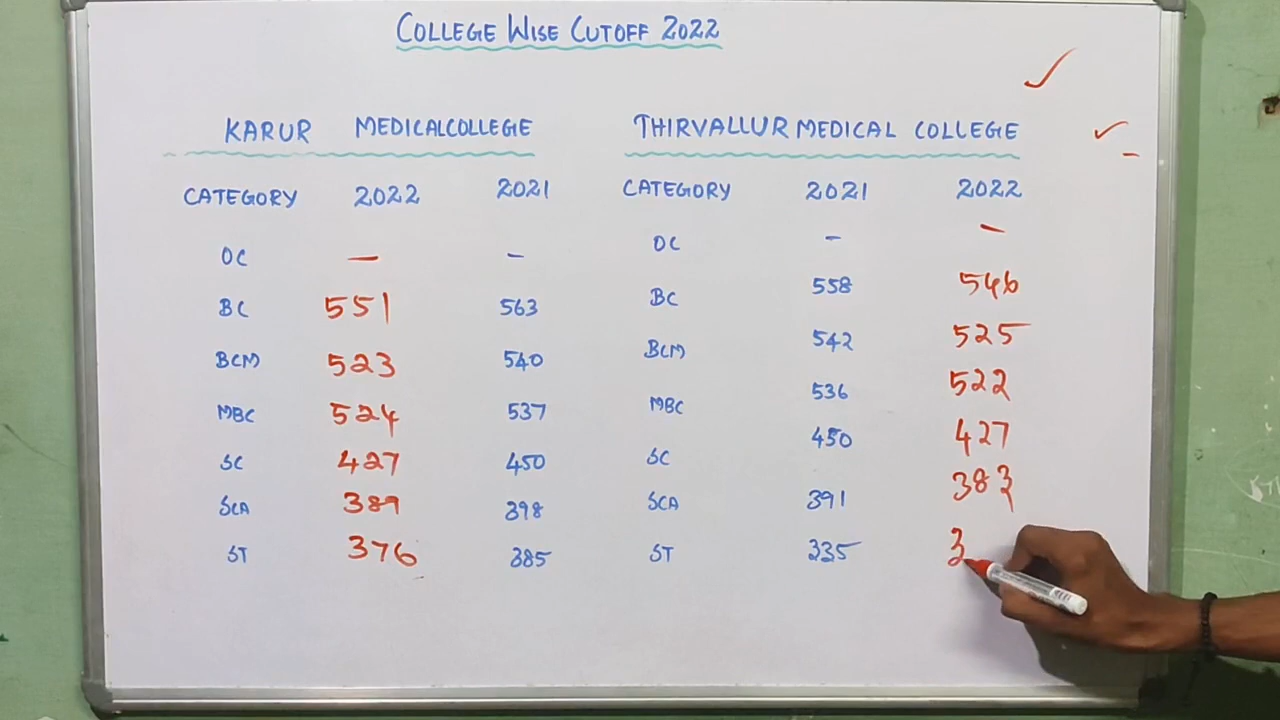 COLLEGE WISE CUTOFF 2022
KARUR MEDICALCOLLEGE
CATEGORY 2022 2021
OC — -
BC 551 563
BCM 523 540
MBC 524 537
SC 427 450
SCA 389 398
ST 376 385
THIRVALLUR MEDICAL COLLEGE
CATEGORY 2021 2022
OC - —
BC 558 546
BCM 542 525
MBC 536 522
SC 450 427
SCA 391 383
ST 335 3